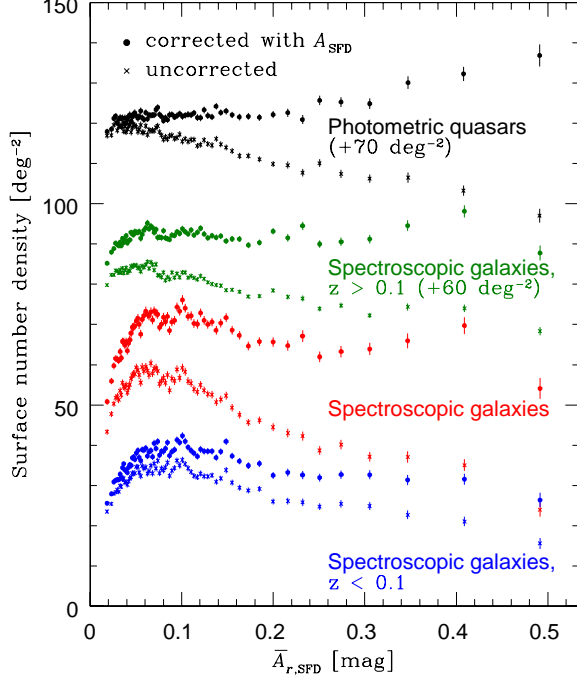 150
corrected with A_SFD
uncorrected
Photometric quasars
(+70 deg⁻²)
100
Surface number density [deg⁻²]
Spectroscopic galaxies,
z > 0.1 (+60 deg⁻²)
50
Spectroscopic galaxies
Spectroscopic galaxies,
z < 0.1
0
0 0.1 0.2 0.3 0.4 0.5
A̅_r,SFD [mag]